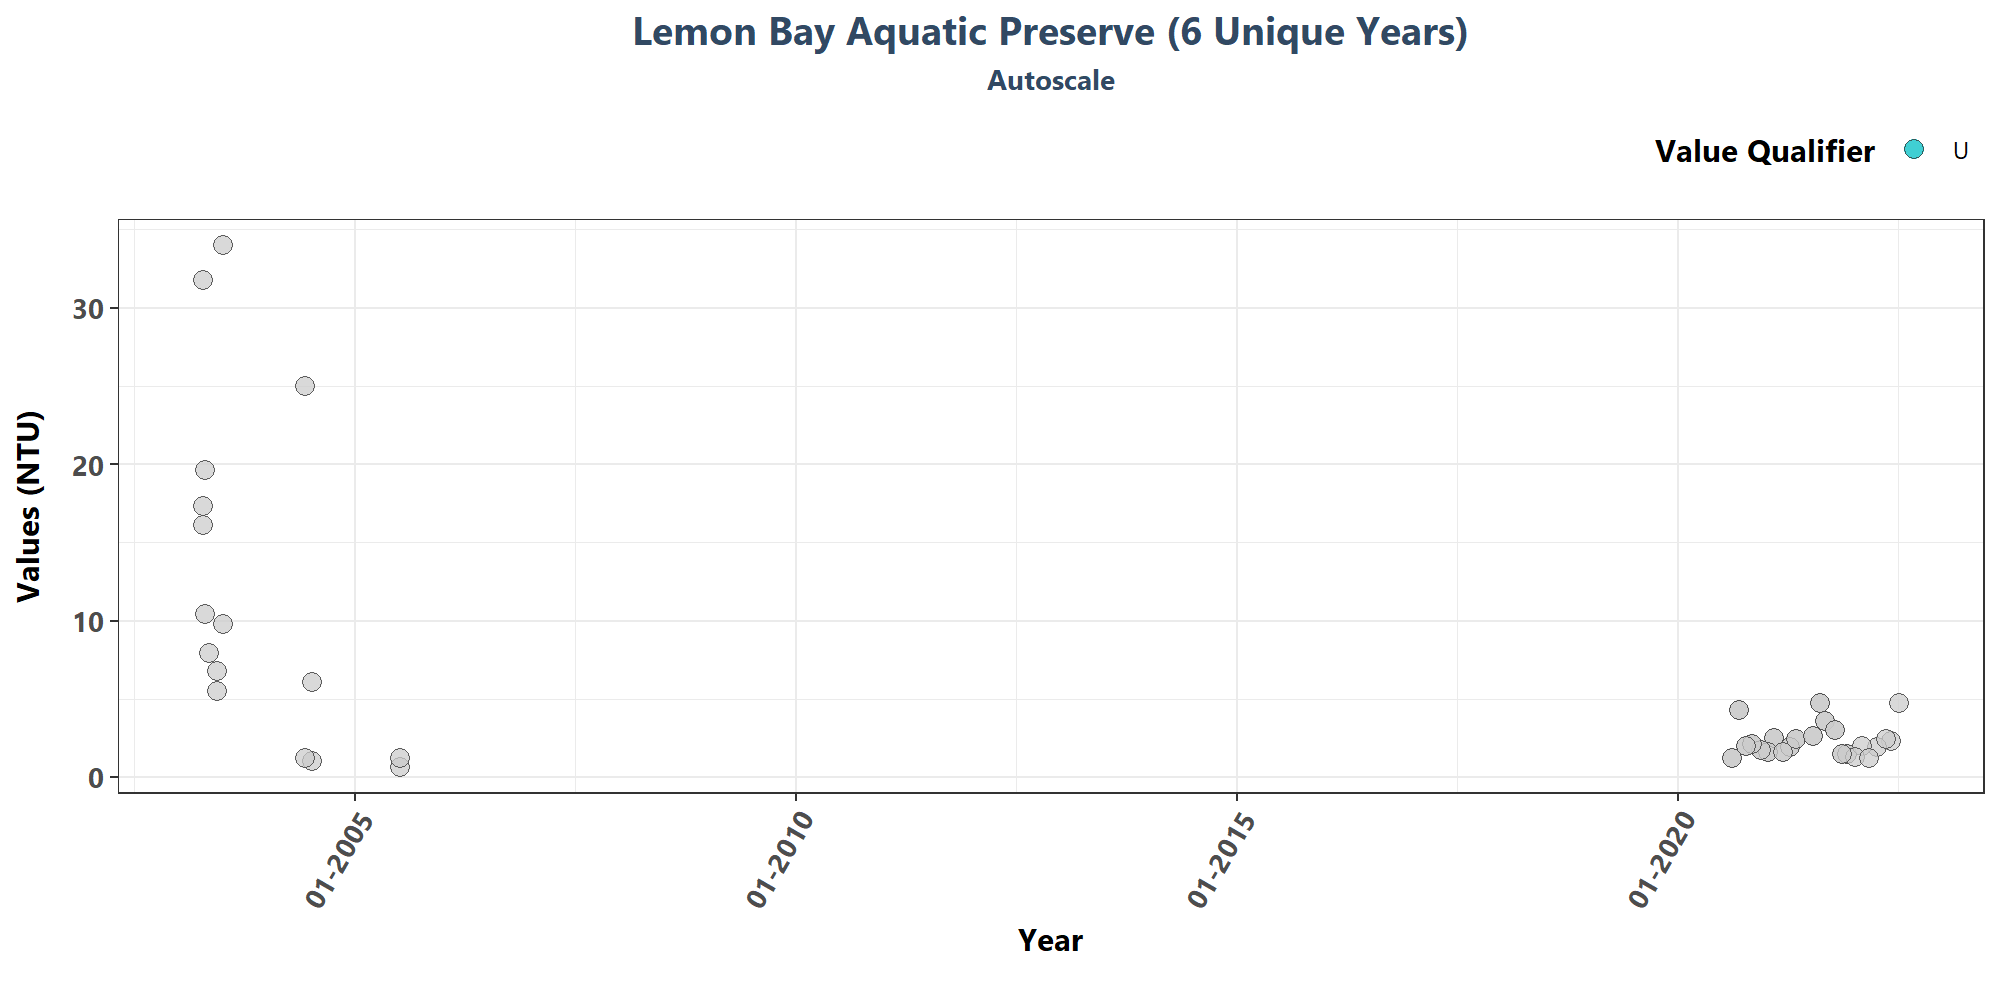 Lemon Bay Aquatic Preserve (6 Unique Years)
Autoscale
Value Qualifier U
Values (NTU)
30
20
10
0
01-2005
01-2010
01-2015
01-2020
Year